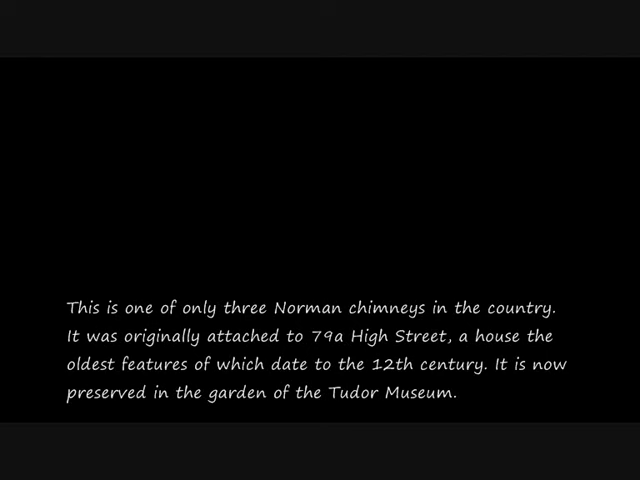 This is one of only three Norman chimneys in the country.
It was originally attached to 79a High Street, a house the
oldest features of which date to the 12th century. It is now
preserved in the garden of the Tudor Museum.